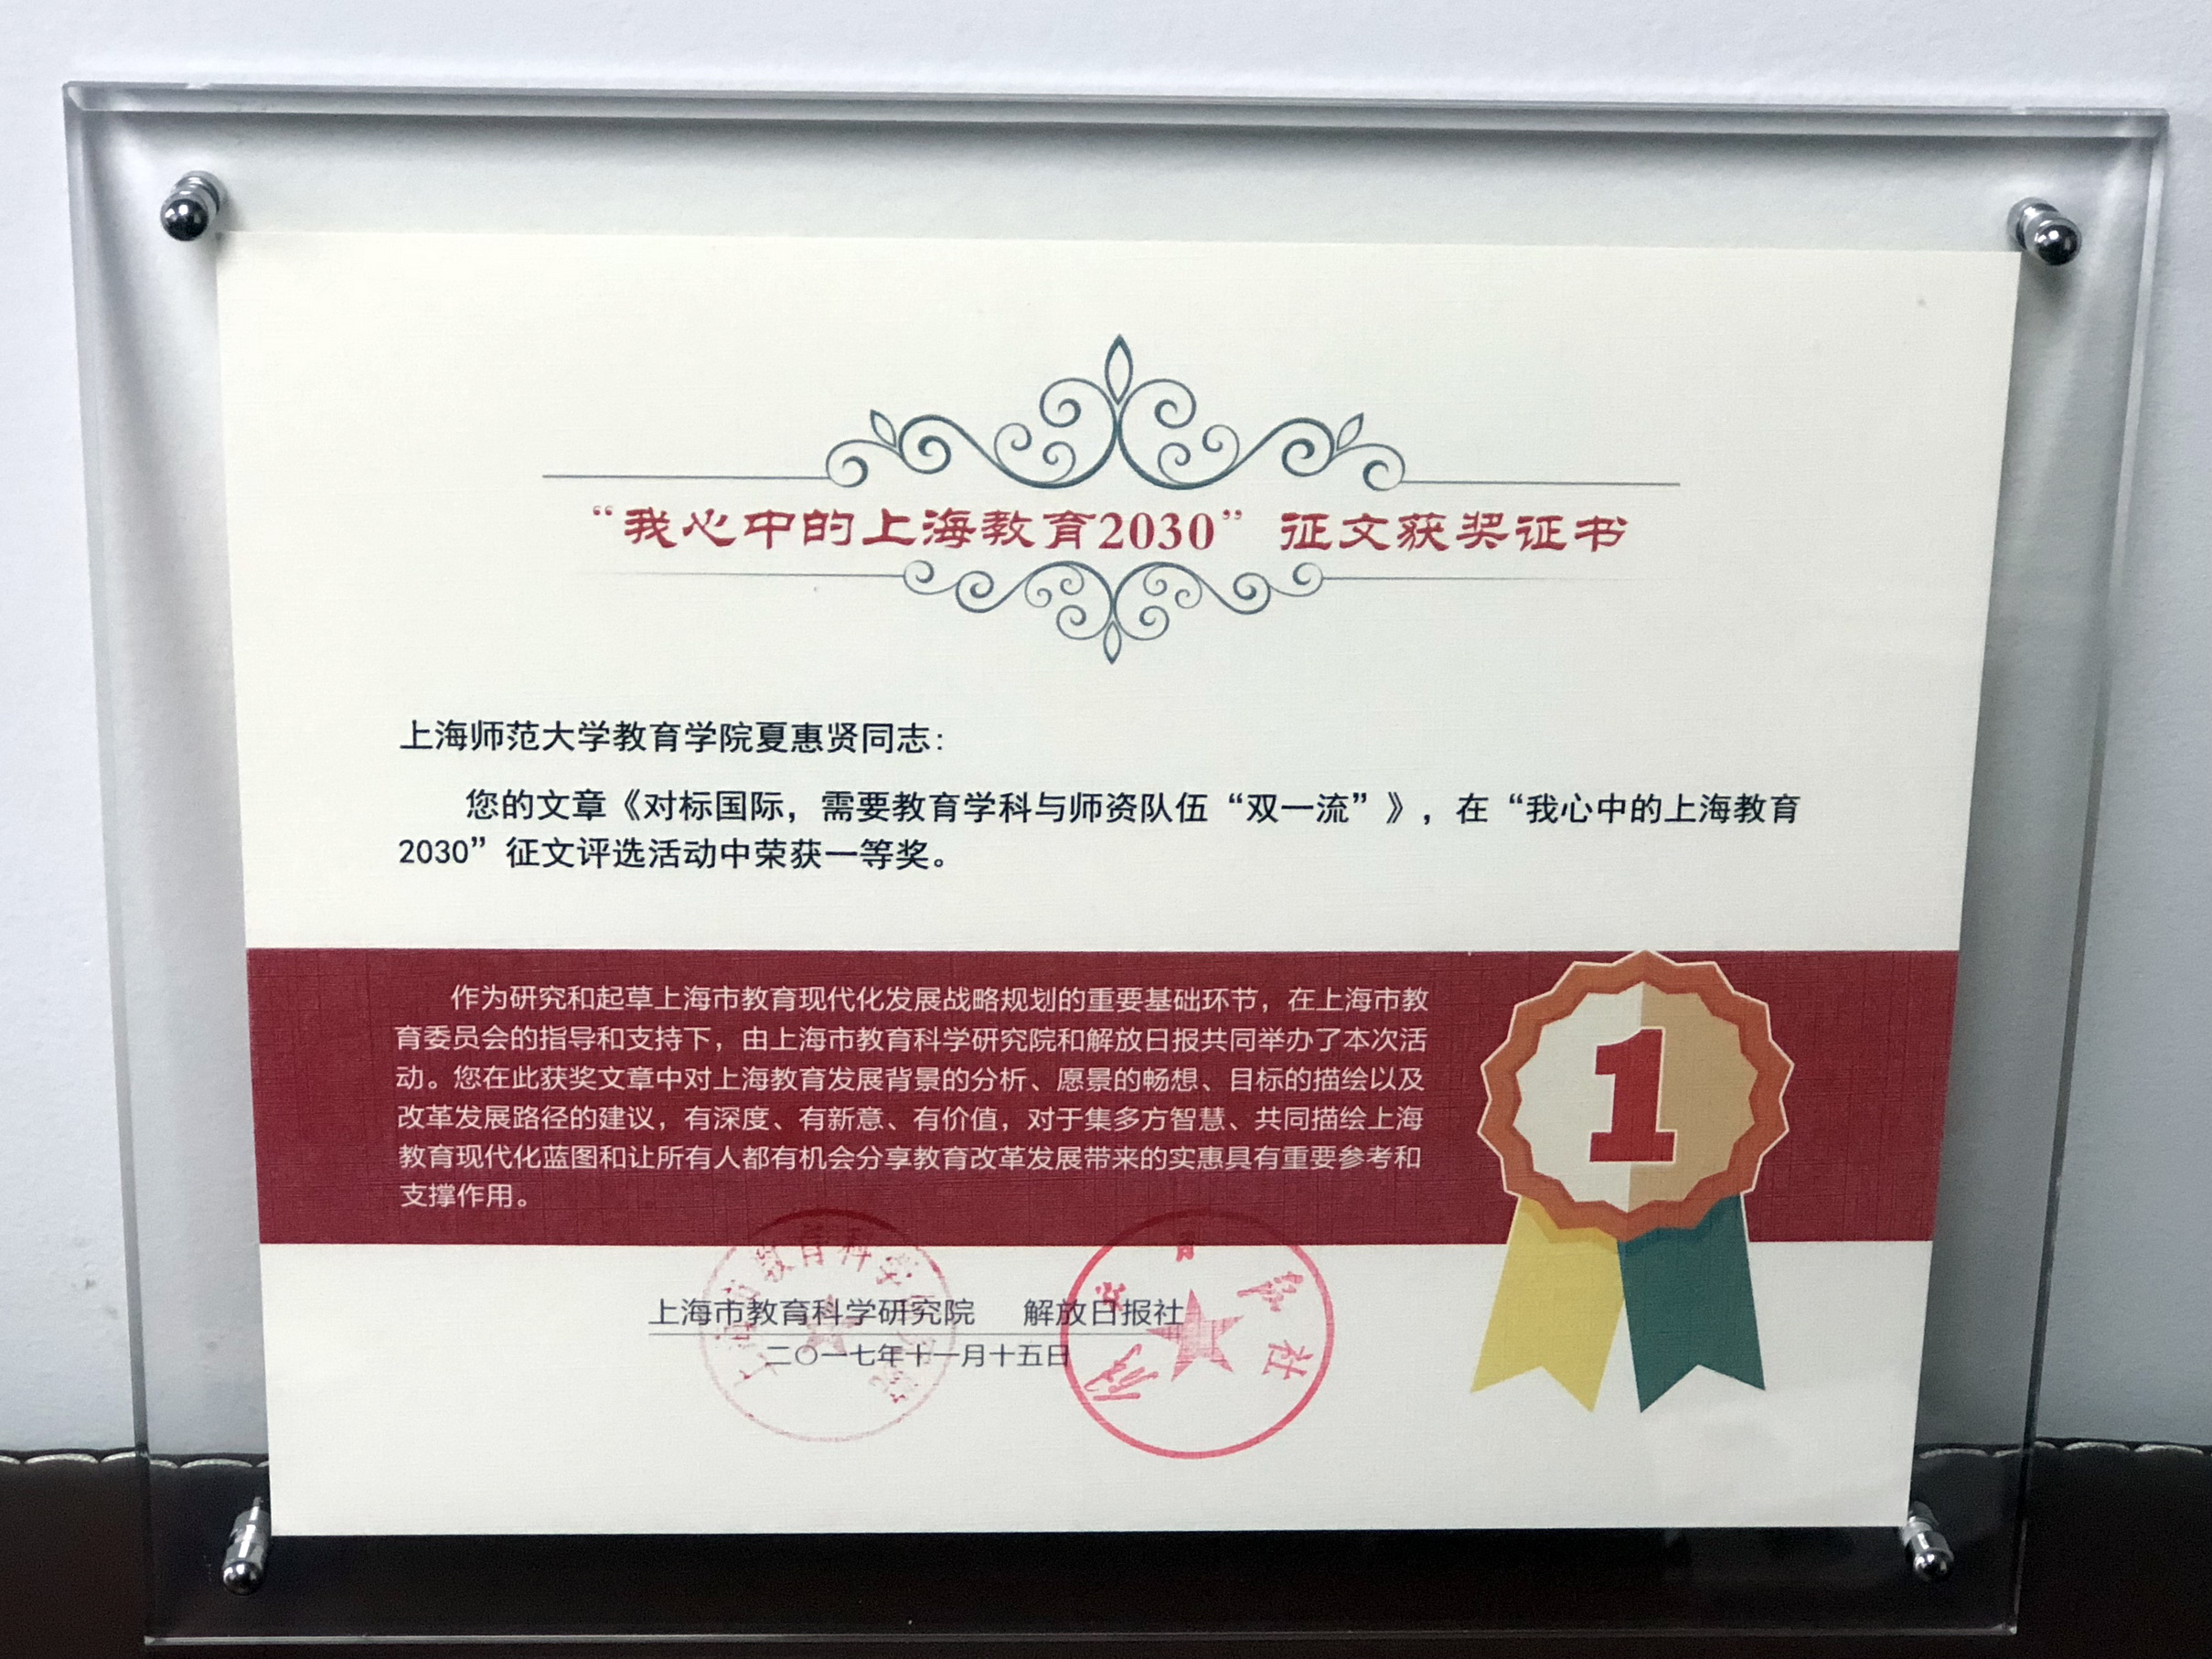 “我心中的上海教育2030”征文获奖证书
上海师范大学教育学院夏惠贤同志:
您的文章《对标国际，需要教育学科与师资队伍“双一流”》，在“我心中的上海教育
2030”征文评选活动中荣获一等奖。
作为研究和起草上海市教育现代化发展战略规划的重要基础环节，在上海市教
育委员会的指导和支持下，由上海市教育科学研究院和解放日报共同举办了本次活
动。您在此获奖文章中对上海教育发展背景的分析、愿景的畅想、目标的描绘以及
改革发展路径的建议，有深度、有新意、有价值，对于集多方智慧、共同描绘上海
教育现代化蓝图和让所有人都有机会分享教育改革发展带来的实惠具有重要参考和
支撑作用。
1
上海市教育科学研究院 解放日报社
二〇一七年十一月十五日